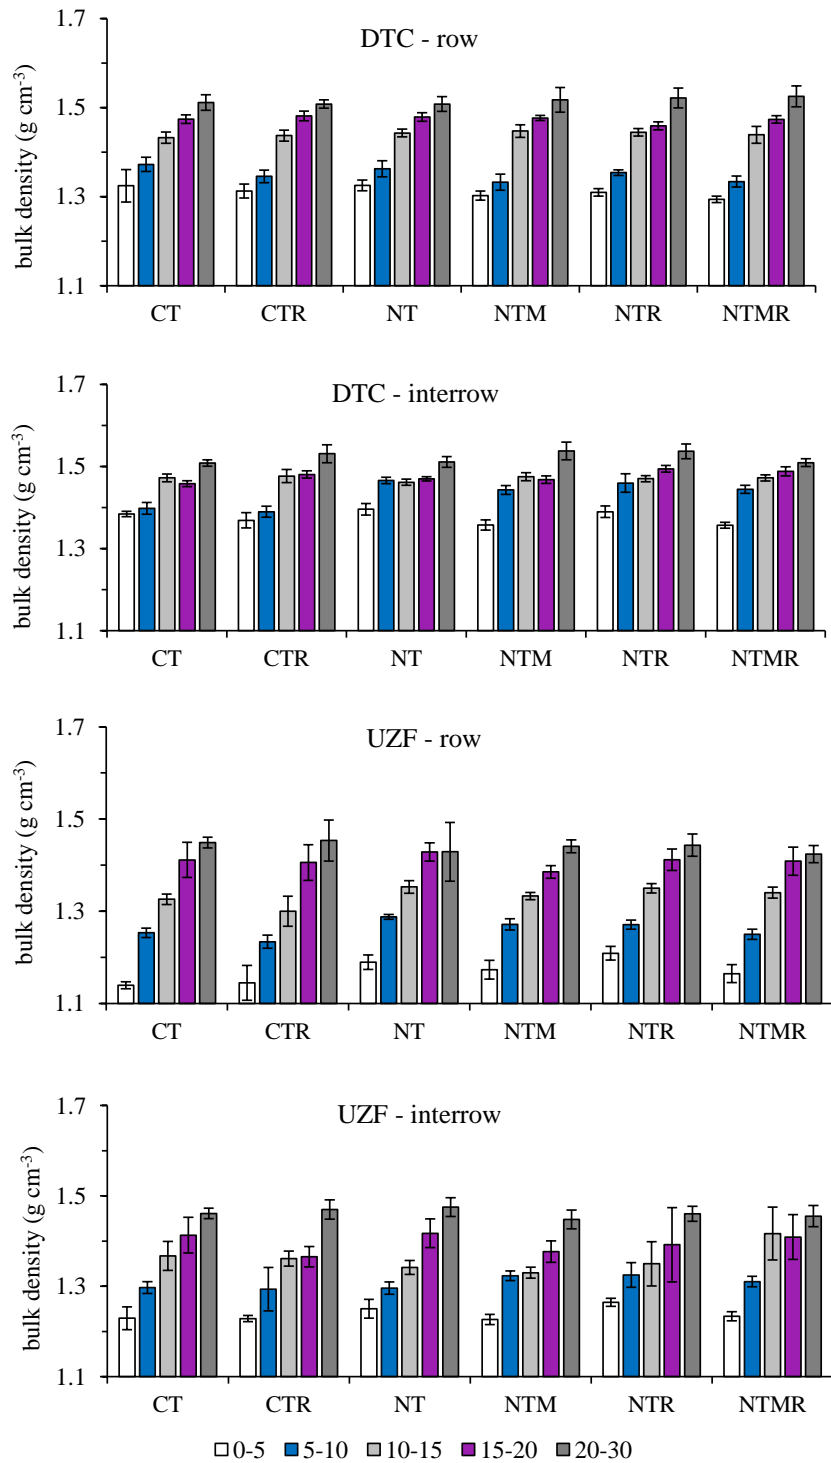 DTC - row
bulk density (g cm-3)
1.7
1.5
1.3
1.1
CT CTR NT NTM NTR NTMR
DTC - interrow
bulk density (g cm-3)
1.7
1.5
1.3
1.1
CT CTR NT NTM NTR NTMR
UZF - row
bulk density (g cm-3)
1.7
1.5
1.3
1.1
CT CTR NT NTM NTR NTMR
UZF - interrow
bulk density (g cm-3)
1.7
1.5
1.3
1.1
CT CTR NT NTM NTR NTMR
0-5 5-10 10-15 15-20 20-30